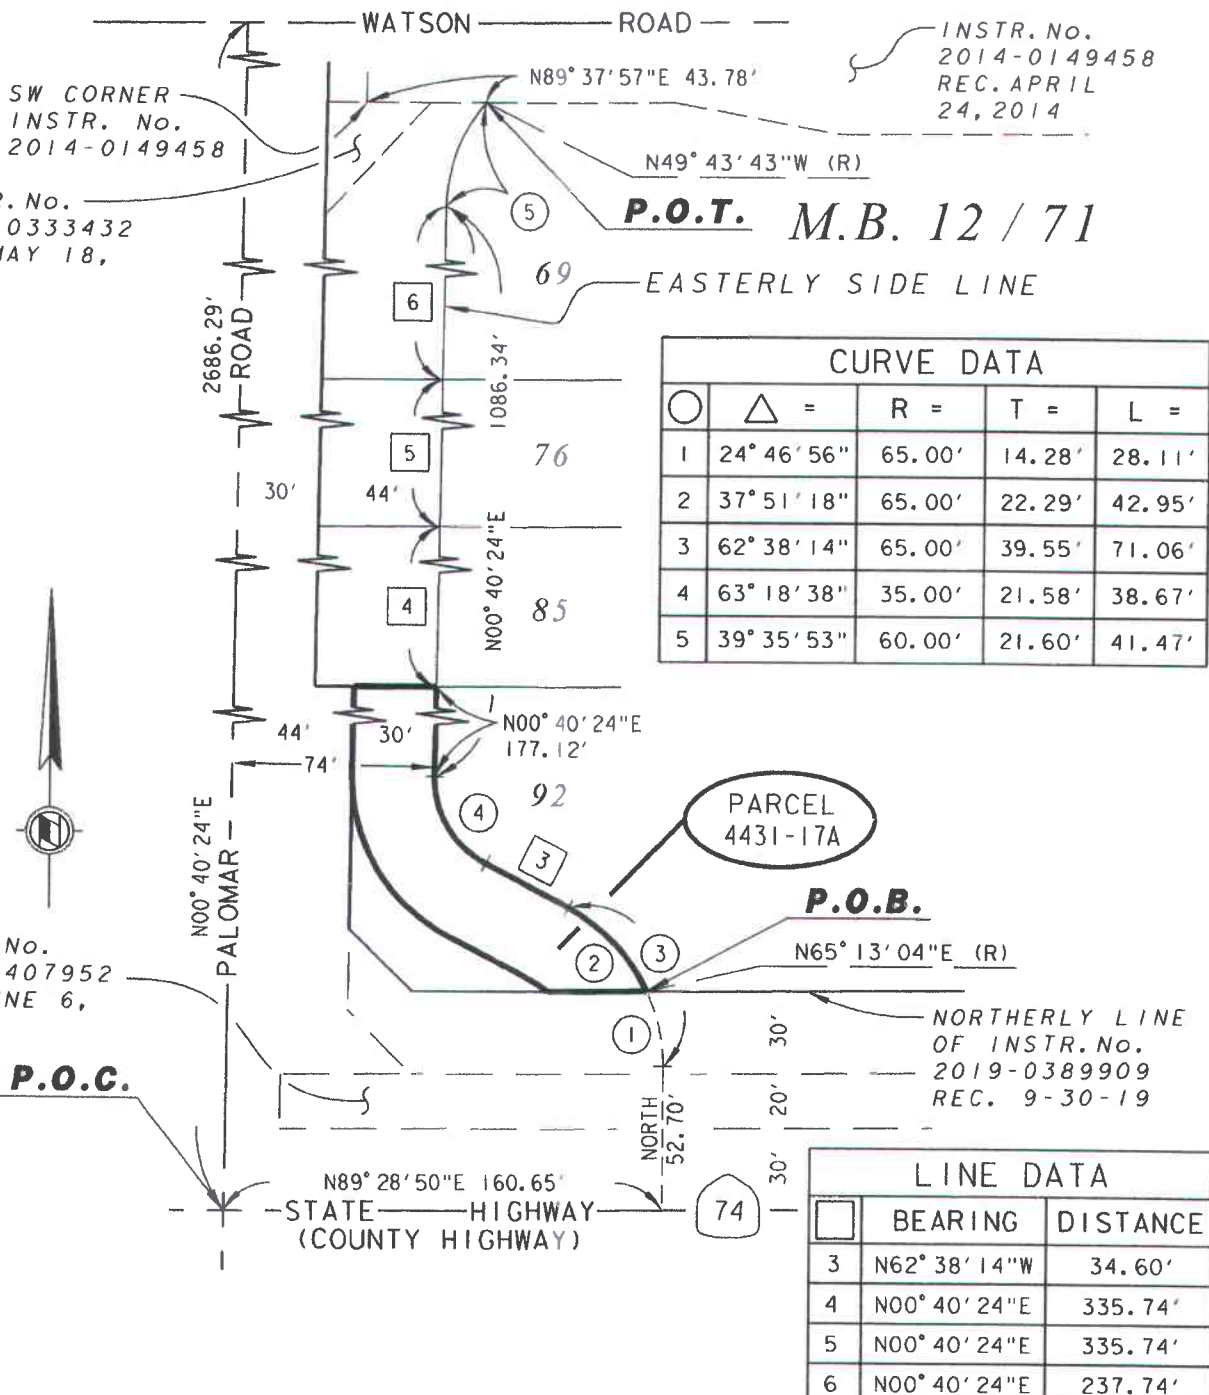 WATSON ROAD
INSTR. No.
2014-0149458
REC. APRIL
24, 2014
N89°37'57"E 43.78'
SW CORNER
INSTR. No.
2014-0149458
N49°43'43"W (R)
No.
0333432
MAY 18,
5
P.O.T.
M.B. 12 / 71
69
EASTERLY SIDE LINE
6
2686.29'
ROAD
1086.34'
5
76
30'
44'
N00°40'24"E
4
85
CURVE DATA
△ = R = T = L =
1 24°46'56" 65.00' 14.28' 28.11'
2 37°51'18" 65.00' 22.29' 42.95'
3 62°38'14" 65.00' 39.55' 71.06'
4 63°18'38" 35.00' 21.58' 38.67'
5 39°35'53" 60.00' 21.60' 41.47'
44'
30'
N00°40'24"E
177.12'
74'
92
4
3
PARCEL
4431-17A
N00°40'24"E
PALOMAR
P.O.B.
2
3
N65°13'04"E (R)
No.
407952
NE 6,
1
NORTHERLY LINE
OF INSTR. No.
2019-0389909
REC. 9-30-19
30'
20'
30'
P.O.C.
NORTH
52.70'
N89°28'50"E 160.65'
STATE HIGHWAY
(COUNTY HIGHWAY)
74
LINE DATA
BEARING DISTANCE
3 N62°38'14"W 34.60'
4 N00°40'24"E 335.74'
5 N00°40'24"E 335.74'
6 N00°40'24"E 237.74'